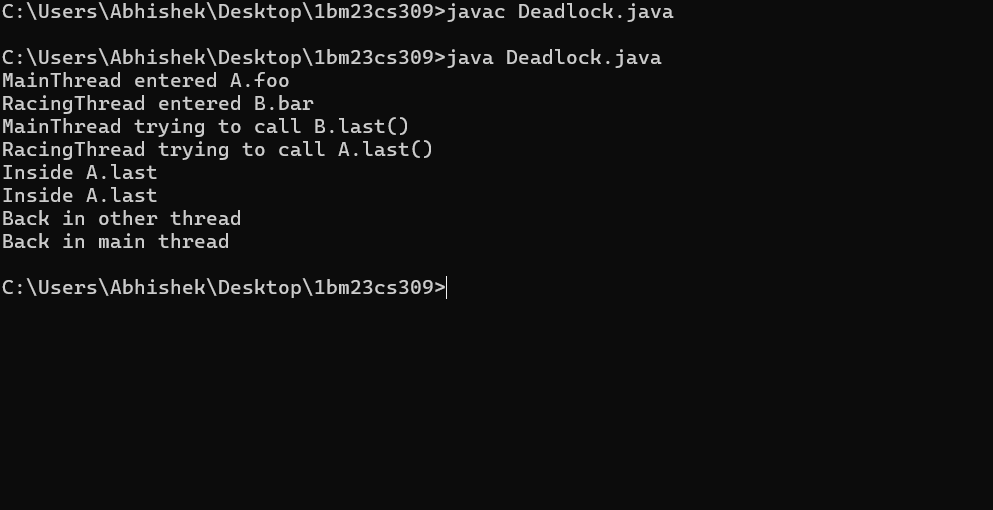 C:\Users\Abhishek\Desktop\1bm23cs309>javac Deadlock.java
C:\Users\Abhishek\Desktop\1bm23cs309>java Deadlock.java
MainThread entered A.foo
RacingThread entered B.bar
MainThread trying to call B.last()
RacingThread trying to call A.last()
Inside A.last
Inside A.last
Back in other thread
Back in main thread
C:\Users\Abhishek\Desktop\1bm23cs309>